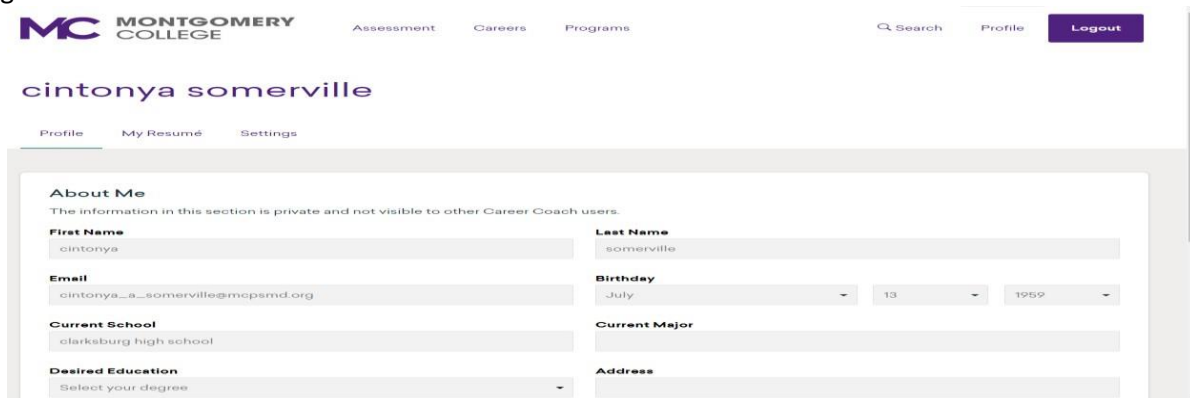 MC MONTGOMERY COLLEGE Assessment Careers Programs Search Profile Logout
cintonya somerville
Profile My Resumé Settings
About Me
The information in this section is private and not visible to other Career Coach users.
First Name Last Name
cintonya somerville
Email Birthday
cintonya_a_somerville@mcpsmd.org July 13 1959
Current School Current Major
clarksburg high school
Desired Education Address
Select your degree